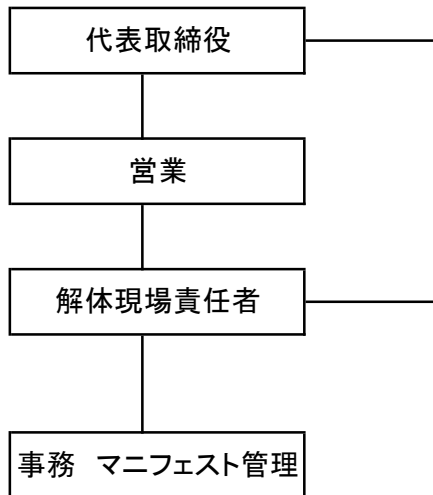 代表取締役
営業
解体現場責任者
事務　マニフェスト管理